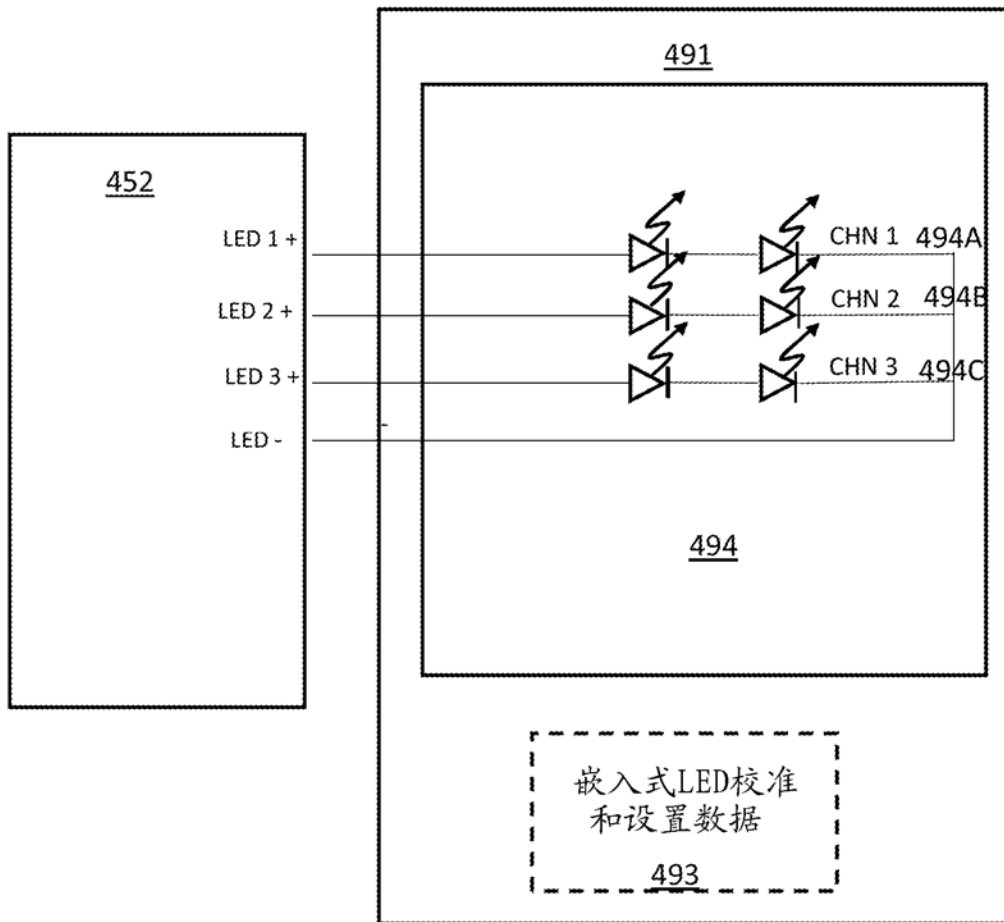 491
452
LED 1 +
CHN 1
494A
LED 2 +
CHN 2
494B
LED 3 +
CHN 3
494C
LED -
494
嵌入式LED校准
和设置数据
493